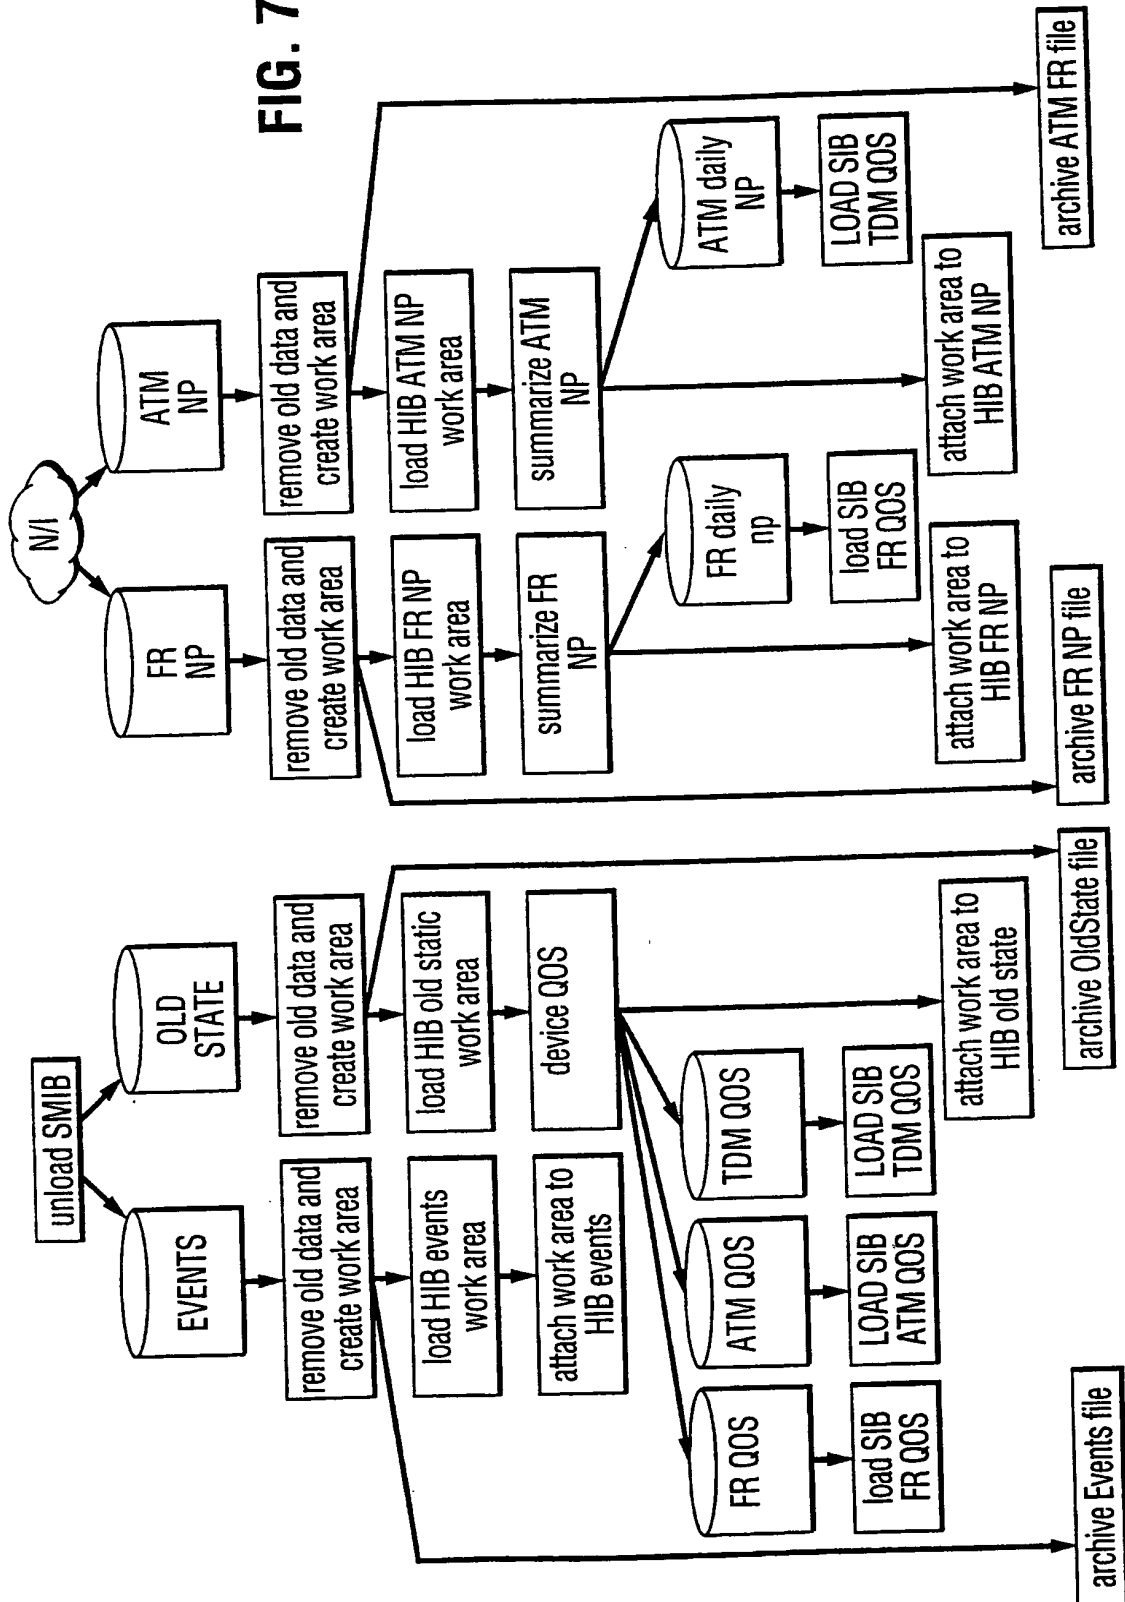 FIG. 7
unload SMIB
EVENTS
OLD
STATE
remove old data and
create work area
remove old data and
create work area
load HIB events
work area
load HIB old static
work area
attach work area to
HIB events
device QOS
FR QOS
ATM QOS
TDM QOS
load SIB
FR QOS
LOAD SIB
ATM QOS
LOAD SIB
TDM QOS
attach work area to
HIB old state
archive Events file
archive OldState file
N/I
FR
NP
ATM
NP
remove old data and
create work area
remove old data and
create work area
load HIB FR NP
work area
load HIB ATM NP
work area
summarize FR
NP
summarize ATM
NP
FR daily
np
ATM daily
NP
load SIB
FR QOS
LOAD SIB
TDM QOS
attach work area to
HIB FR NP
attach work area to
HIB ATM NP
archive FR NP file
archive ATM FR file